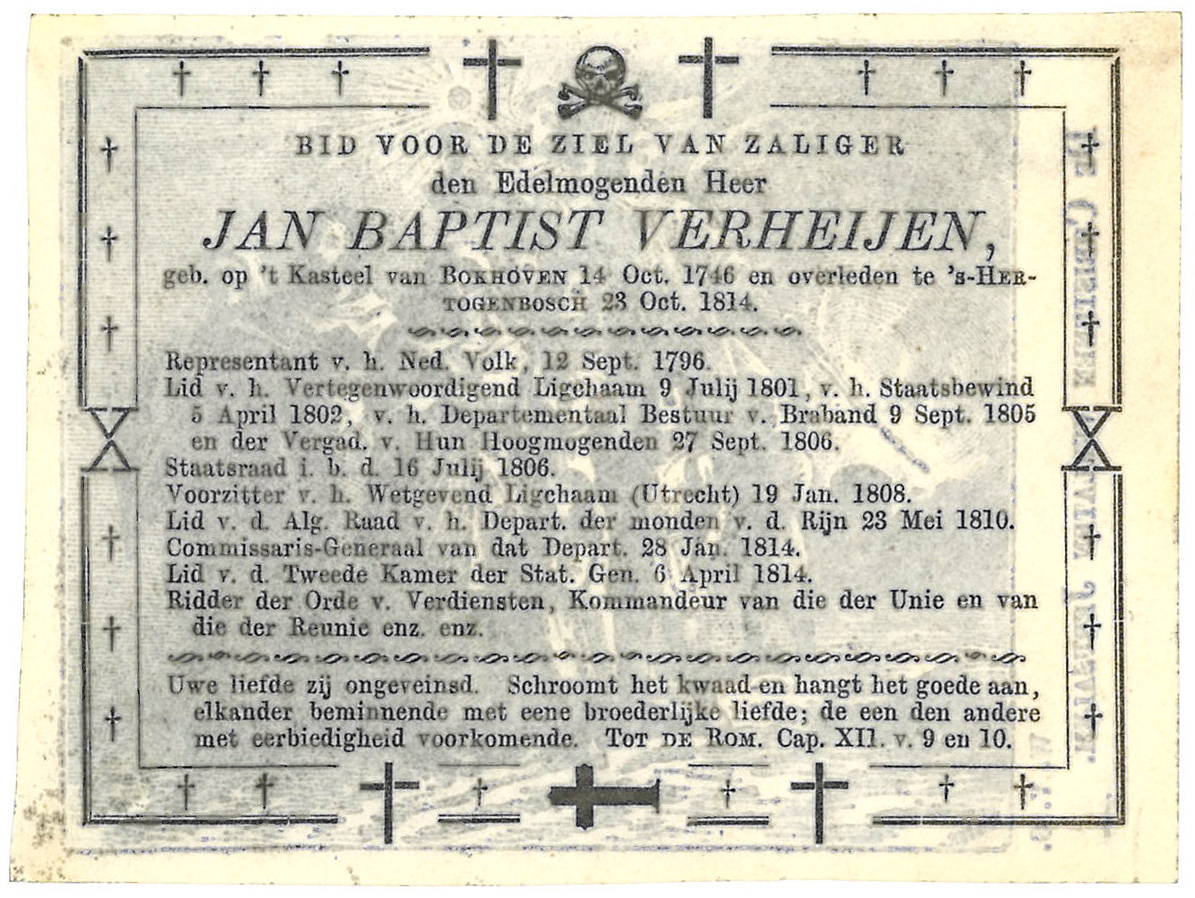 BID VOOR DE ZIEL VAN ZALIGER
den Edelmogenden Heer
JAN BAPTIST VERHEIJEN,
geb. op 't Kasteel van BOKHOVEN 14 Oct. 1746 en overleden te 's-HER-
TOGENBOSCH 23 Oct. 1814.
Representant v. h. Ned. Volk, 12 Sept. 1796.
Lid v. h. Vertegenwoordigend Ligchaam 9 Julij 1801, v. h. Staatsbewind
5 April 1802, v. h. Departementaal Bestuur v. Braband 9 Sept. 1805
en der Vergad. v. Hun Hoogmogenden 27 Sept. 1806.
Staatsraad i. b. d. 16 Julij 1806.
Voorzitter v. h. Wetgevend Ligchaam (Utrecht) 19 Jan. 1808.
Lid v. d. Alg. Raad v. h. Depart. der monden v. d. Rijn 23 Mei 1810.
Commissaris-Generaal van dat Depart. 28 Jan. 1814.
Lid v. d. Tweede Kamer der Stat. Gen. 6 April 1814.
Ridder der Orde v. Verdiensten, Kommandeur van die der Unie en van
die der Reunie enz. enz.
Uwe liefde zij ongeveinsd. Schroomt het kwaad en hangt het goede aan,
elkander beminnende met eene broederlijke liefde; de een den andere
met eerbiedigheid voorkomende. TOT DE ROM. Cap. XII. v. 9 en 10.